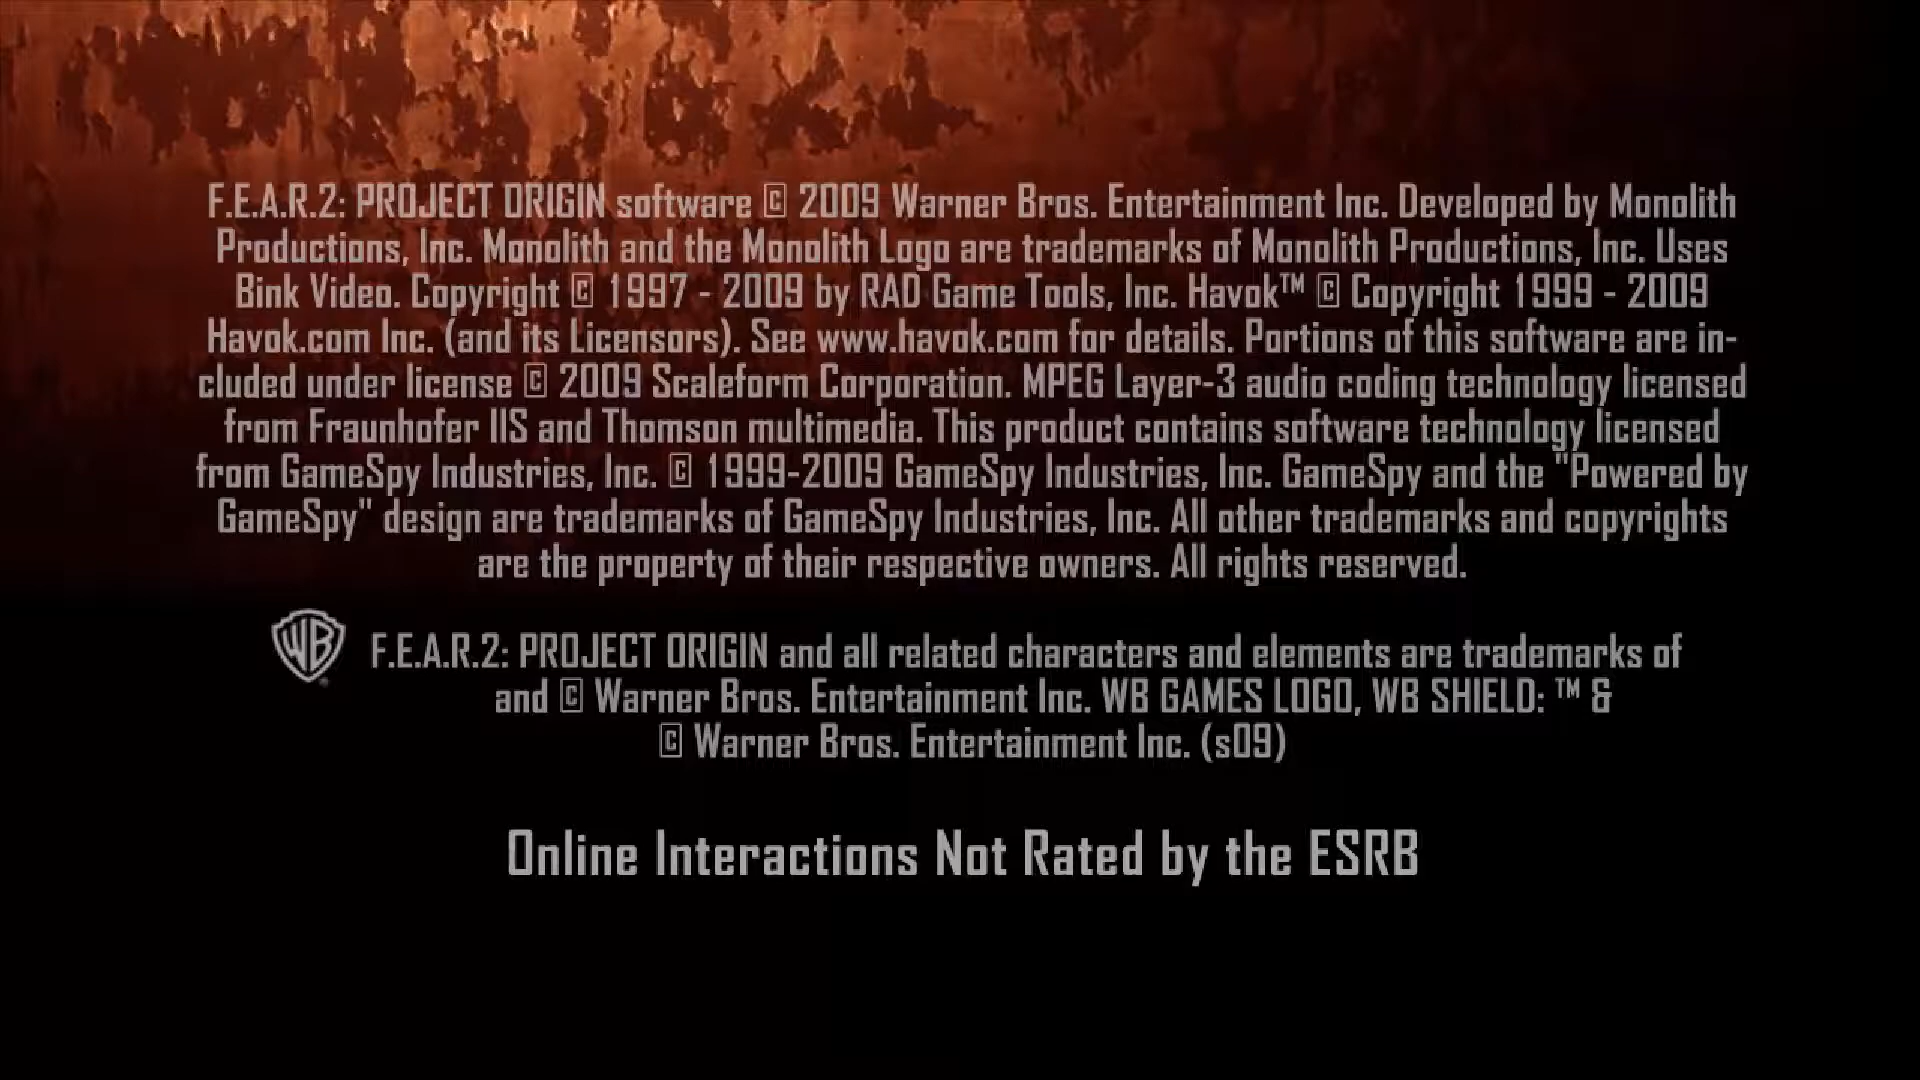 F.E.A.R.2: PROJECT ORIGIN software © 2009 Warner Bros. Entertainment Inc. Developed by Monolith
Productions, Inc. Monolith and the Monolith Logo are trademarks of Monolith Productions, Inc. Uses
Bink Video. Copyright © 1997 - 2009 by RAD Game Tools, Inc. Havok™ © Copyright 1999 - 2009
Havok.com Inc. (and its Licensors). See www.havok.com for details. Portions of this software are in-
cluded under license © 2009 Scaleform Corporation. MPEG Layer-3 audio coding technology licensed
from Fraunhofer IIS and Thomson multimedia. This product contains software technology licensed
from GameSpy Industries, Inc. © 1999-2009 GameSpy Industries, Inc. GameSpy and the "Powered by
GameSpy" design are trademarks of GameSpy Industries, Inc. All other trademarks and copyrights
are the property of their respective owners. All rights reserved.
WB F.E.A.R.2: PROJECT ORIGIN and all related characters and elements are trademarks of
and © Warner Bros. Entertainment Inc. WB GAMES LOGO, WB SHIELD: ™ &
© Warner Bros. Entertainment Inc. (s09)
Online Interactions Not Rated by the ESRB